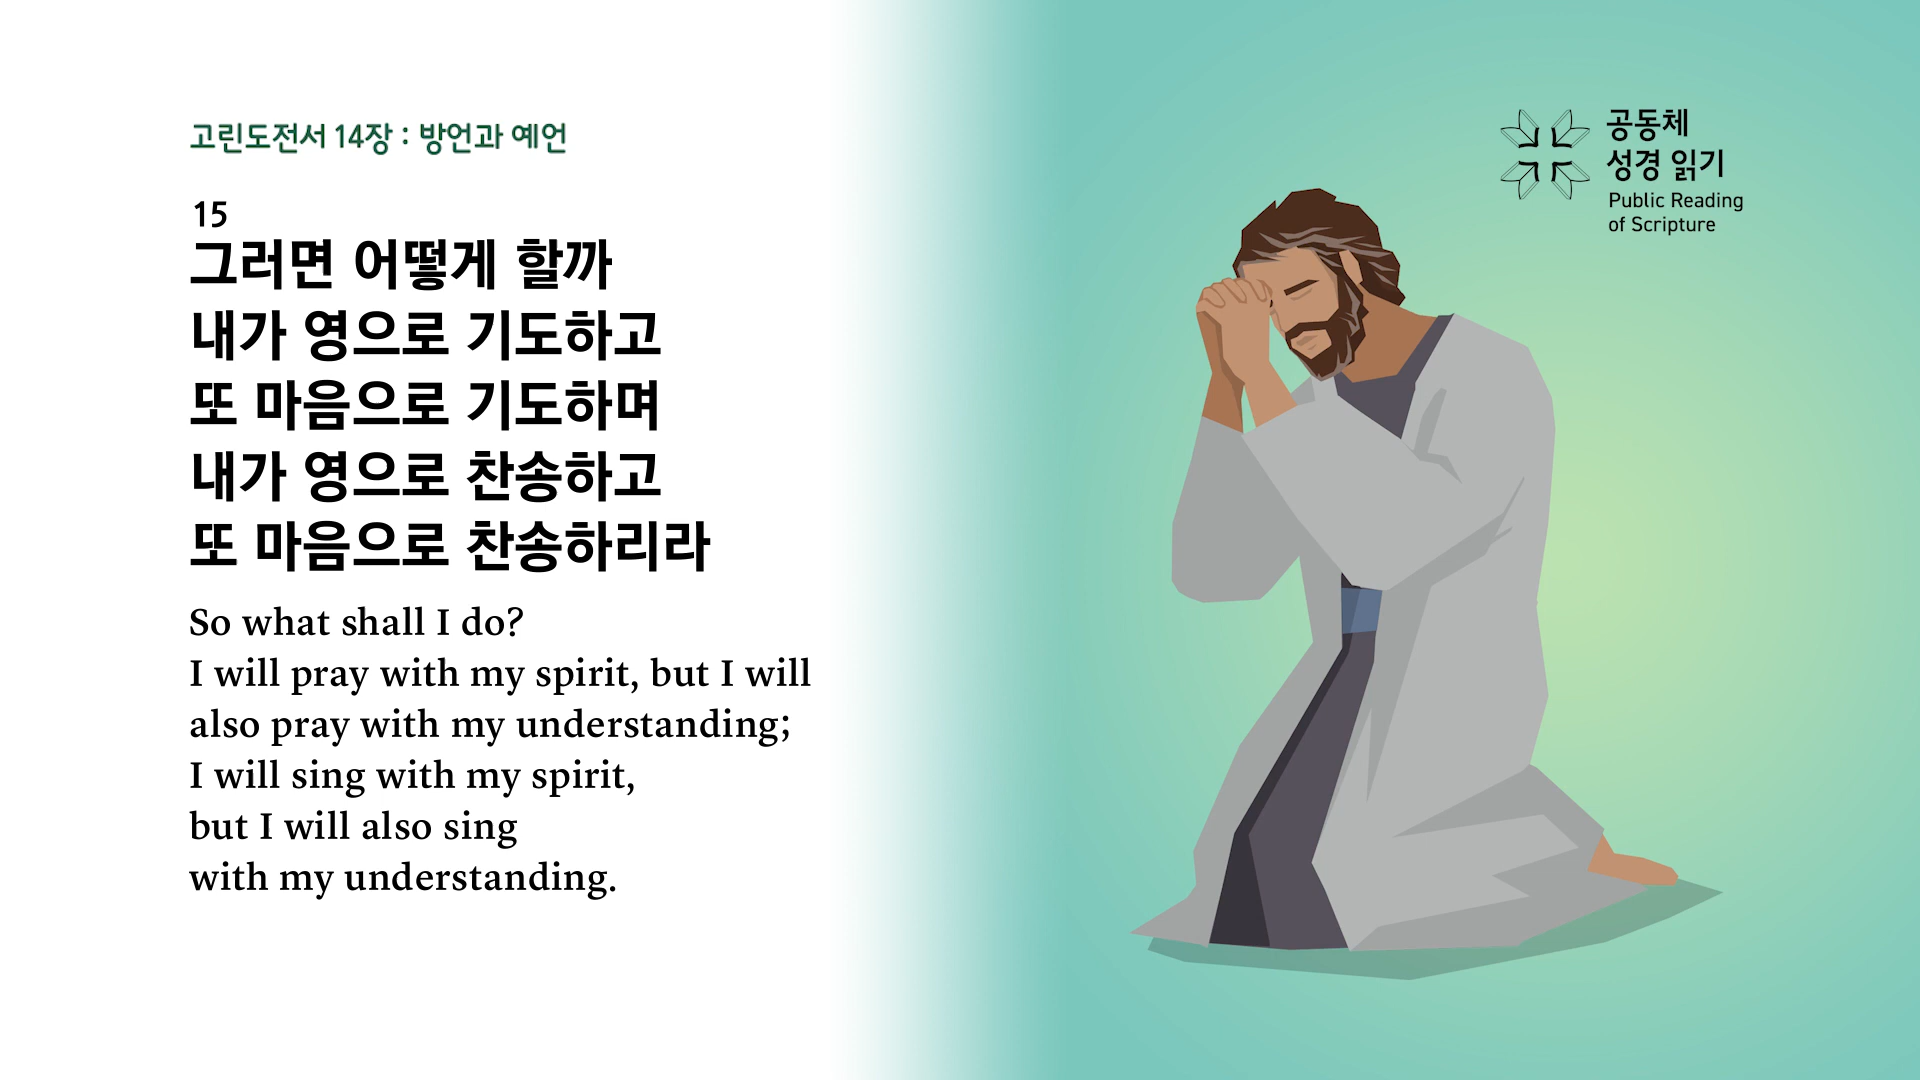 고린도전서 14장 : 방언과 예언
15
그러면 어떻게 할까
내가 영으로 기도하고
또 마음으로 기도하며
내가 영으로 찬송하고
또 마음으로 찬송하리라
So what shall I do?
I will pray with my spirit, but I will
also pray with my understanding;
I will sing with my spirit,
but I will also sing
with my understanding.
공동체
성경 읽기
Public Reading
of Scripture